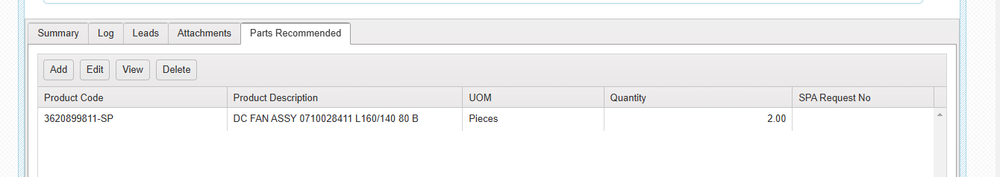 Summary Log Leads Attachments Parts Recommended
Add Edit View Delete
Product Code Product Description UOM Quantity SPA Request No
3620899811-SP DC FAN ASSY 0710028411 L160/140 80 B Pieces 2.00